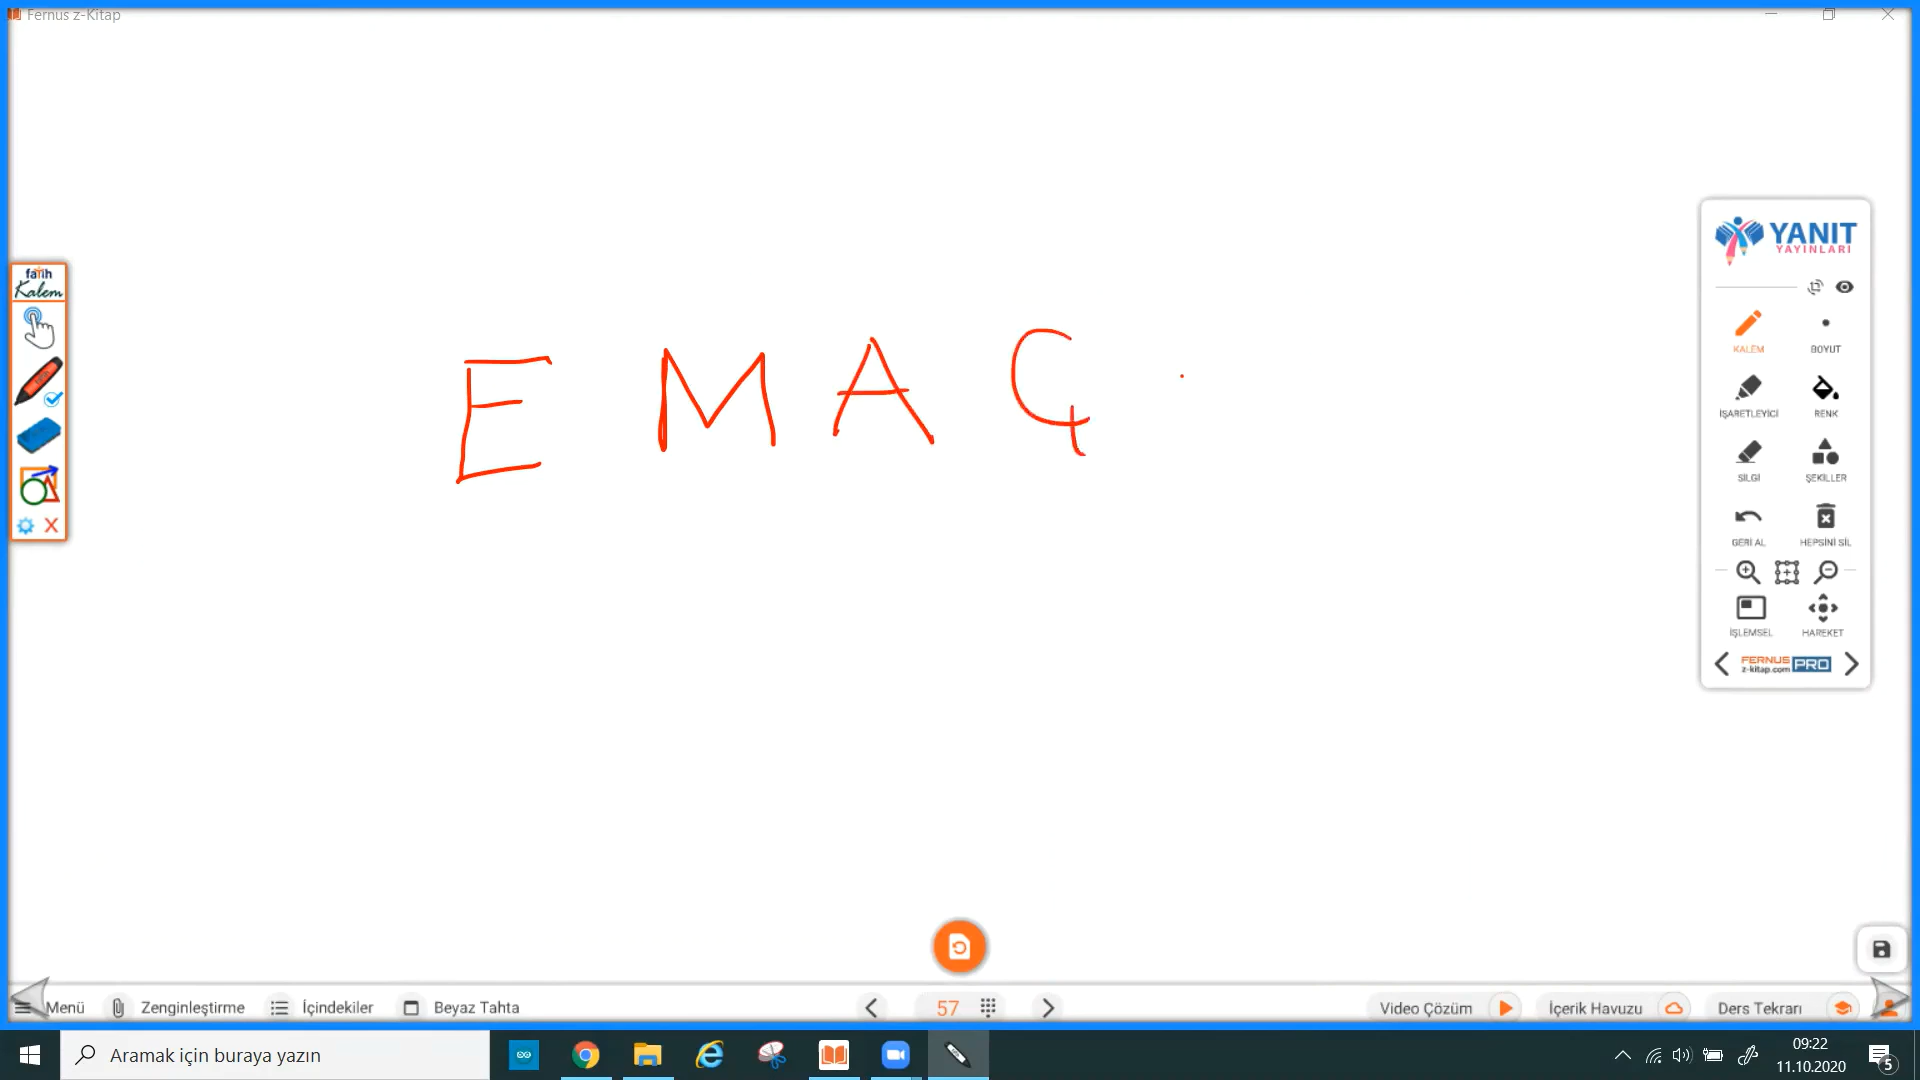 Fernus z-Kitap
fatih
Kalem
E M A Ç
YANIT
YAYINLARI
KALEM
BOYUT
İŞARETLEYİCİ
RENK
SİLGİ
ŞEKİLLER
GERİ AL
HEPSİNİ SİL
İŞLEMSEL
HAREKET
FERNUS
z-kitap.com PRO
Menü Zenginleştirme İçindekiler Beyaz Tahta 57 Video Çözüm İçerik Havuzu Ders Tekrarı
Aramak için buraya yazın
09:22
11.10.2020
5